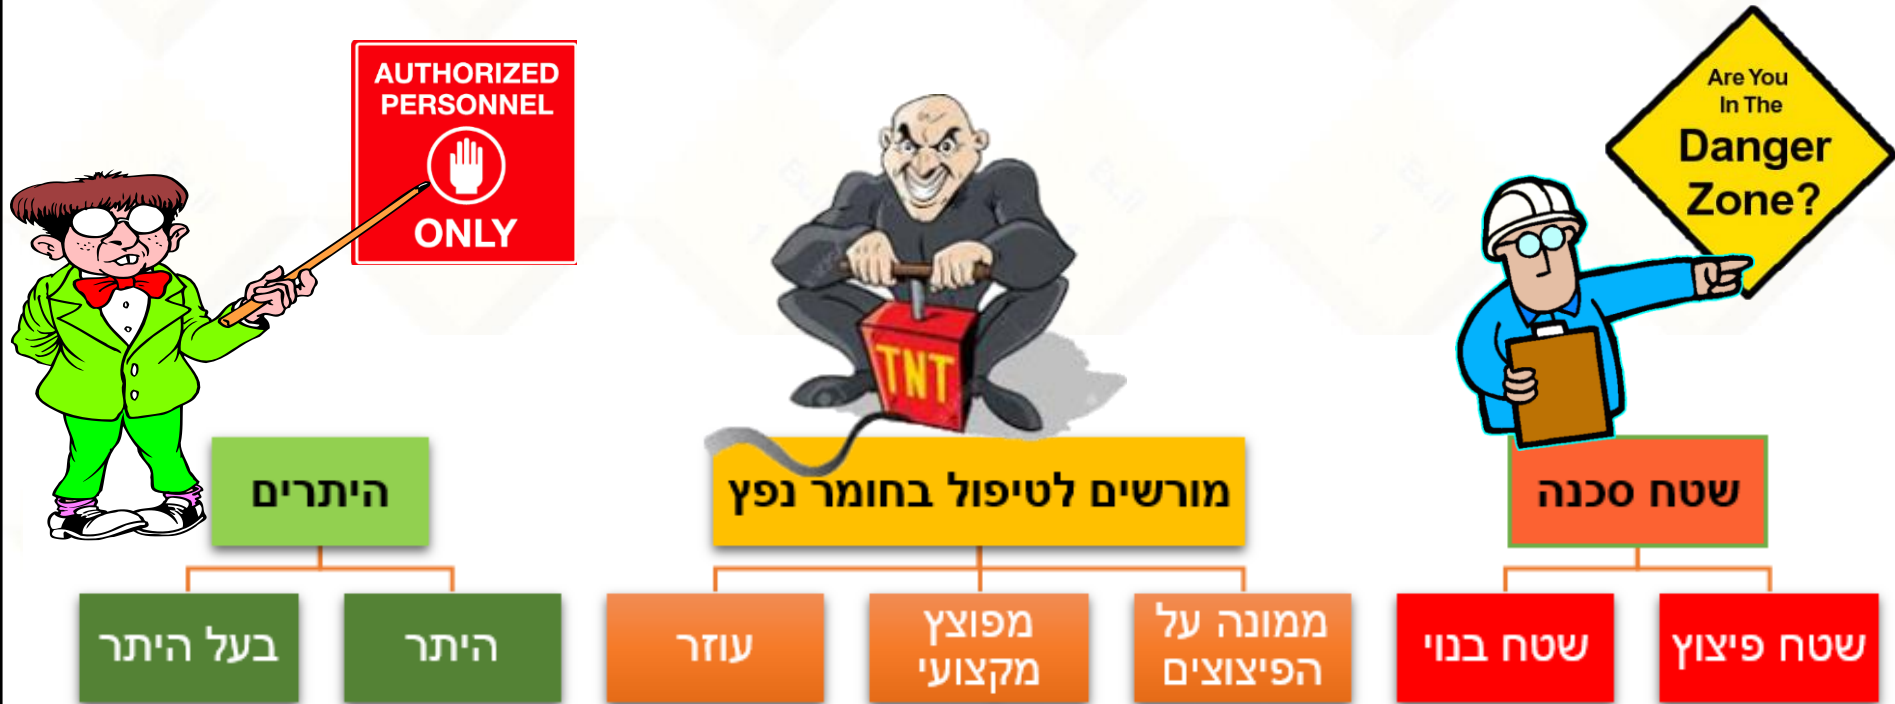 AUTHORIZED
PERSONNEL
ONLY
TNT
Are You
In The
Danger
Zone?
שטח סכנה
מורשים לטיפול בחומר נפץ
היתרים
שטח פיצוץ
שטח בנוי
ממונה על
הפיצוצים
מפוצץ
מקצועי
עוזר
היתר
בעל היתר